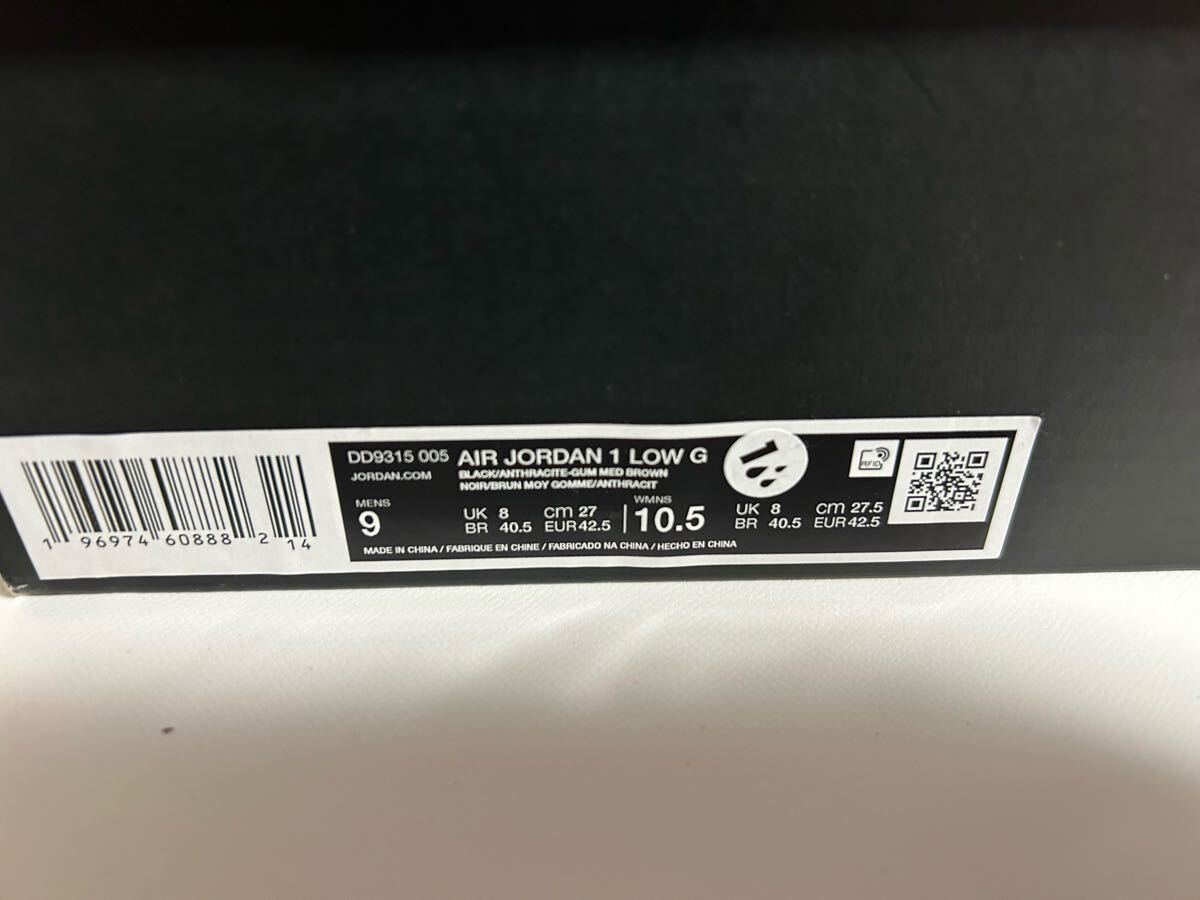 1 96974 60888 2 14
DD9315 005 AIR JORDAN 1 LOW G
JORDAN.COM BLACK/ANTHRACITE-GUM MED BROWN
NOIR/BRUN MOY GOMME/ANTHRACIT
MENS WMNS
9 UK 8 CM 27 10.5 UK 8 CM 27.5
BR 40.5 EUR 42.5 BR 40.5 EUR 42.5
MADE IN CHINA / FABRIQUE EN CHINE / FABRICADO NA CHINA / HECHO EN CHINA
RFID